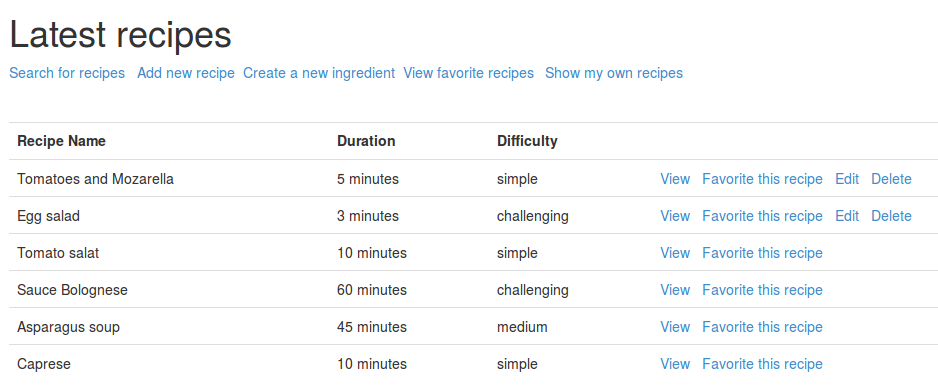 Latest recipes
Search for recipes Add new recipe Create a new ingredient View favorite recipes Show my own recipes
Recipe Name Duration Difficulty
Tomatoes and Mozarella 5 minutes simple View Favorite this recipe Edit Delete
Egg salad 3 minutes challenging View Favorite this recipe Edit Delete
Tomato salat 10 minutes simple View Favorite this recipe
Sauce Bolognese 60 minutes challenging View Favorite this recipe
Asparagus soup 45 minutes medium View Favorite this recipe
Caprese 10 minutes simple View Favorite this recipe